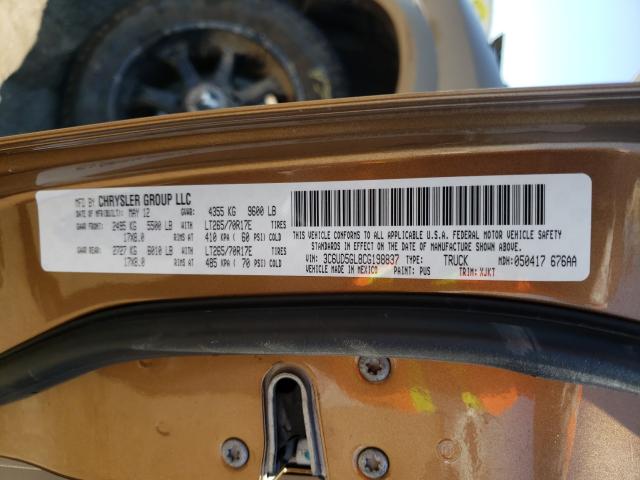 MFD BY CHRYSLER GROUP LLC
DATE OF MFR(BUILT): MAY 12 GVWR: 4355 KG 9600 LB
GAWR FRONT: 2495 KG 5500 LB LT265/70R17E TIRES
17X8.0 RIMS AT 410 KPA ( 60 PSI) COLD
GAWR REAR: 2727 KG 6010 LB LT265/70R17E TIRES
17X8.0 RIMS AT 485 KPA ( 70 PSI) COLD
THIS VEHICLE CONFORMS TO ALL APPLICABLE U.S.A. FEDERAL MOTOR VEHICLE SAFETY
STANDARDS IN EFFECT ON THE DATE OF MANUFACTURE SHOWN ABOVE.
VIN: 3C6UD5GL8CG198837 TYPE: TRUCK MDH: 050417 676AA
VEHICLE MADE IN MEXICO PAINT: PUS TRIM: XJKT